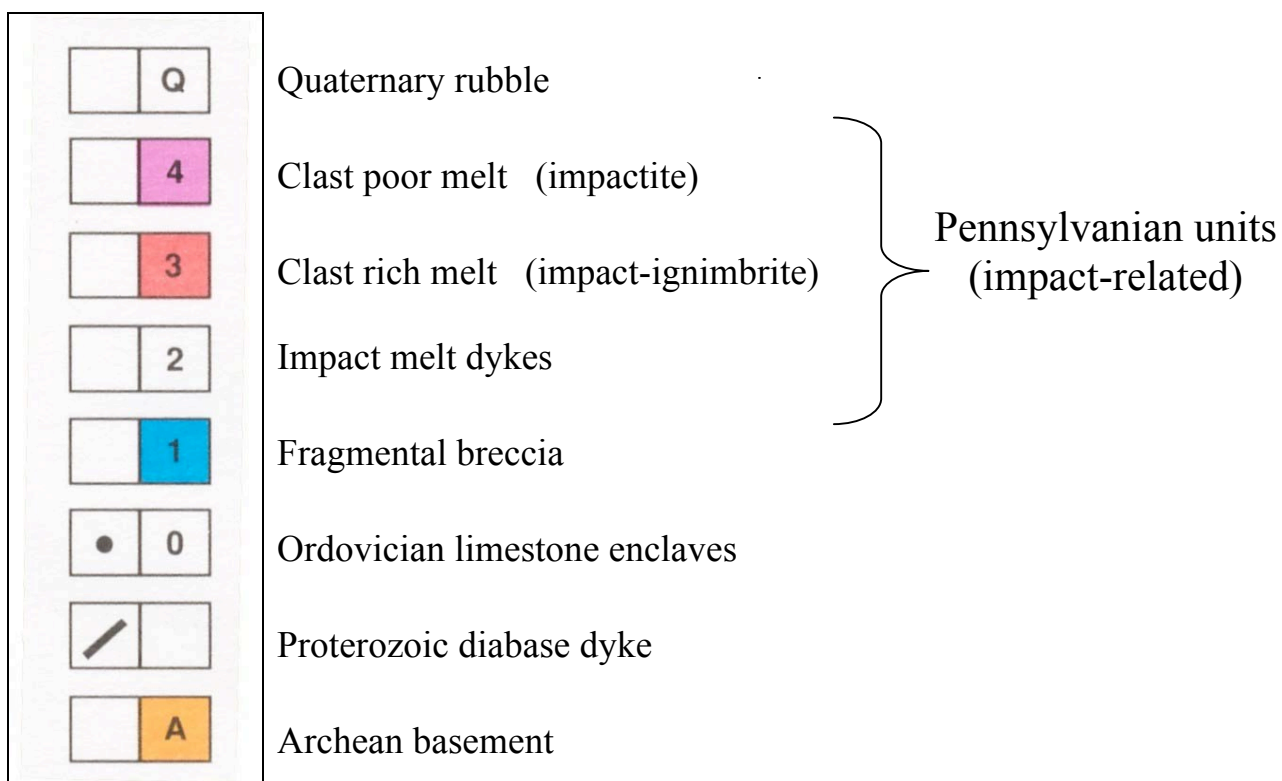 Q Quaternary rubble
4 Clast poor melt (impactite)
3 Clast rich melt (impact-ignimbrite)
2 Impact melt dykes
1 Fragmental breccia
0 Ordovician limestone enclaves
Proterozoic diabase dyke
A Archean basement
Pennsylvanian units
(impact-related)